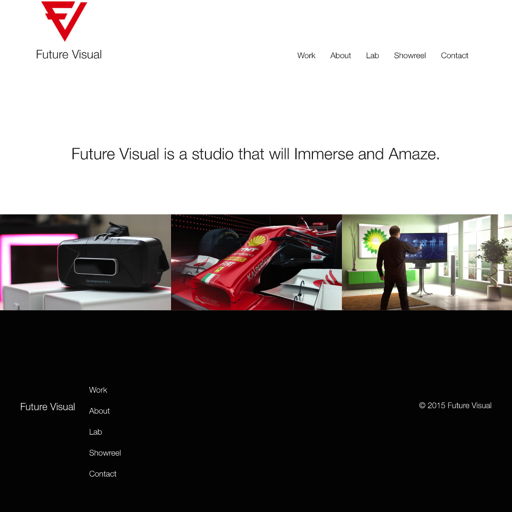 Future Visual
Work About Lab Showreel Contact
Future Visual is a studio that will Immerse and Amaze.
Work
Future Visual
About
© 2015 Future Visual
Lab
Showreel
Contact